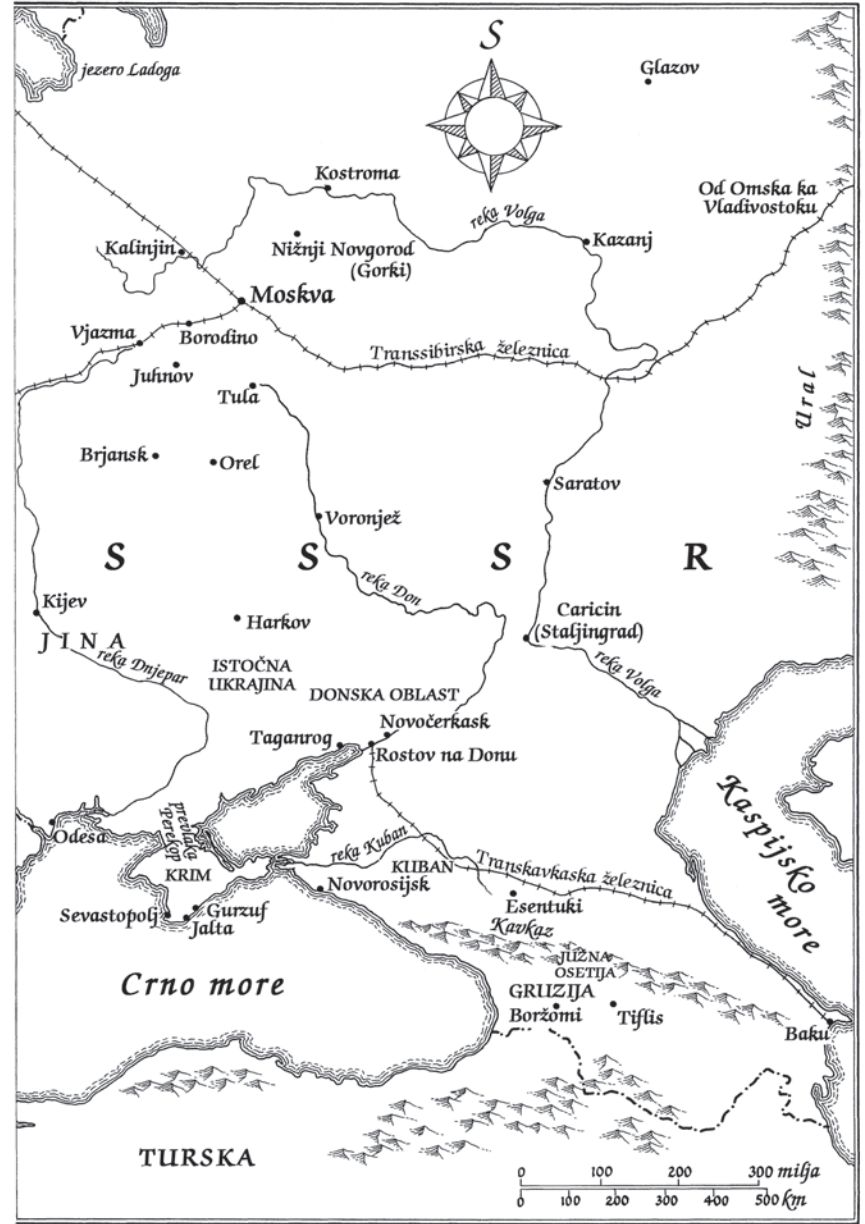 S
jezero Ladoga
Glazov
Kostroma
Od Omska ka
Vladivostoku
reka Volga
Kalinjin
Nižnji Novgorod
(Gorki)
Kazanj
Moskva
Vjazma
Borodino
Transsibirska železnica
Juhnov
Tula
Ural
Brjansk
Orel
Saratov
Voronjež
S S S R
reka Don
Kijev
Harkov
Caricin
(Staljingrad)
JINA
reka Dnjepar
ISTOČNA
UKRAJINA
reka Volga
DONSKA OBLAST
Novočerkask
Taganrog
Rostov na Donu
Kaspijsko
more
Odesa
prevlaka
Perekop
reka Kuban
KRIM
KUBAN
Transkavkaska železnica
Novorosijsk
Esentuki
Sevastopolj
Gurzuf
Jalta
Kavkaz
JUŽNA
OSETIJA
Crno more
GRUZIJA
Boržomi
Tiflis
Baku
TURSKA
0 100 200 300 milja
0 100 200 300 400 500 km